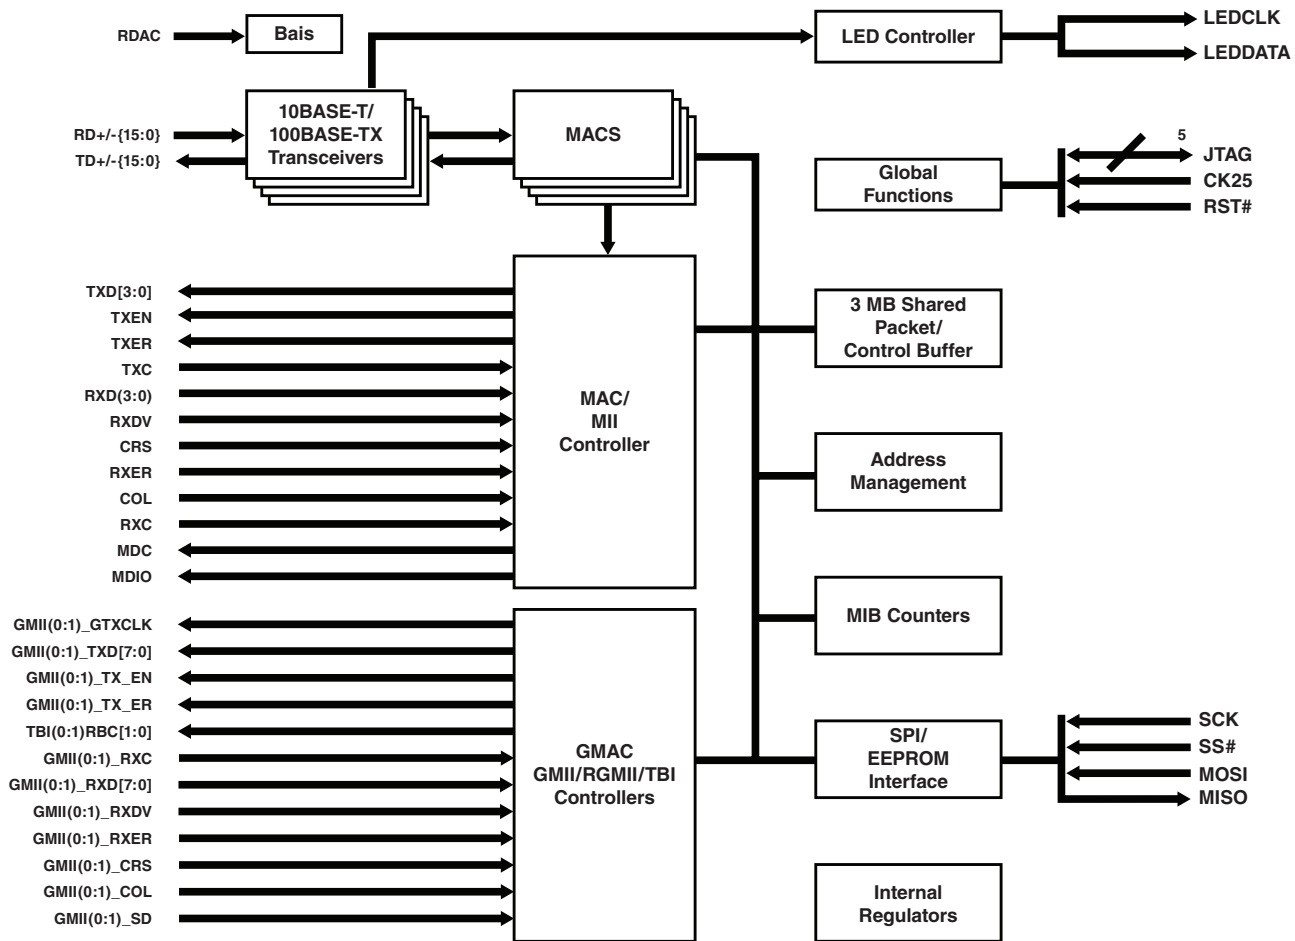 RDAC
Bais
LED Controller
LEDCLK
LEDDATA
RD+/-{15:0}
TD+/-{15:0}
10BASE-T/
100BASE-TX
Transceivers
MACS
Global
Functions
5
JTAG
CK25
RST#
TXD[3:0]
TXEN
TXER
TXC
RXD(3:0)
RXDV
CRS
RXER
COL
RXC
MDC
MDIO
MAC/
MII
Controller
3 MB Shared
Packet/
Control Buffer
Address
Management
MIB Counters
GMII(0:1)_GTXCLK
GMII(0:1)_TXD[7:0]
GMII(0:1)_TX_EN
GMII(0:1)_TX_ER
TBI(0:1)RBC[1:0]
GMII(0:1)_RXC
GMII(0:1)_RXD[7:0]
GMII(0:1)_RXDV
GMII(0:1)_RXER
GMII(0:1)_CRS
GMII(0:1)_COL
GMII(0:1)_SD
GMAC
GMII/RGMII/TBI
Controllers
SPI/
EEPROM
Interface
SCK
SS#
MOSI
MISO
Internal
Regulators